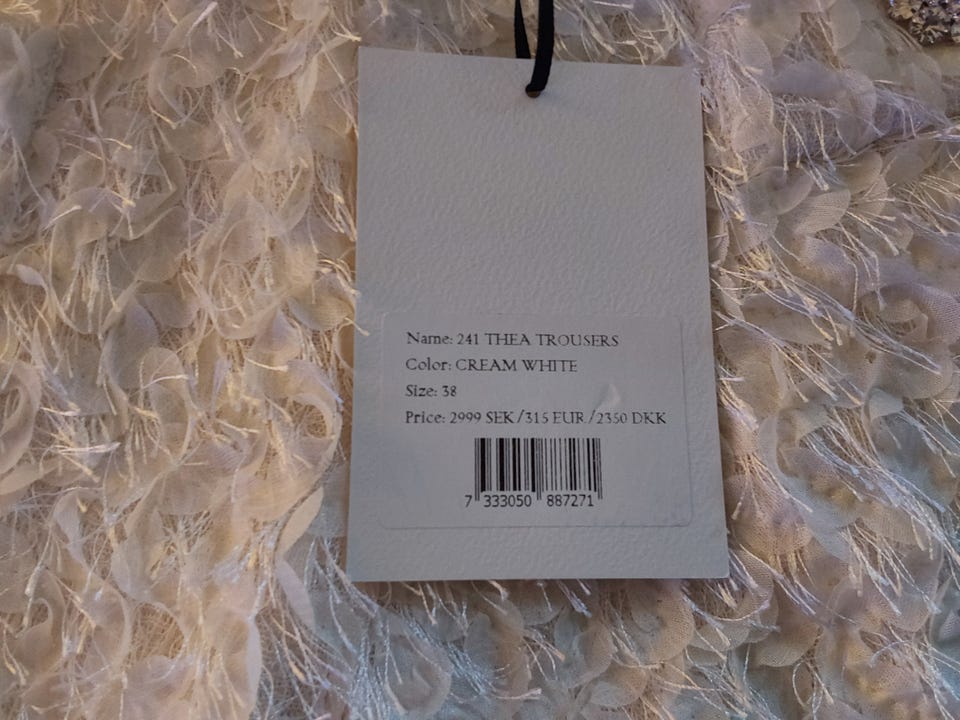 Name: 241 THEA TROUSERS
Color: CREAM WHITE
Size: 38
Price: 2999 SEK/315 EUR/2350 DKK
7 333050 887271